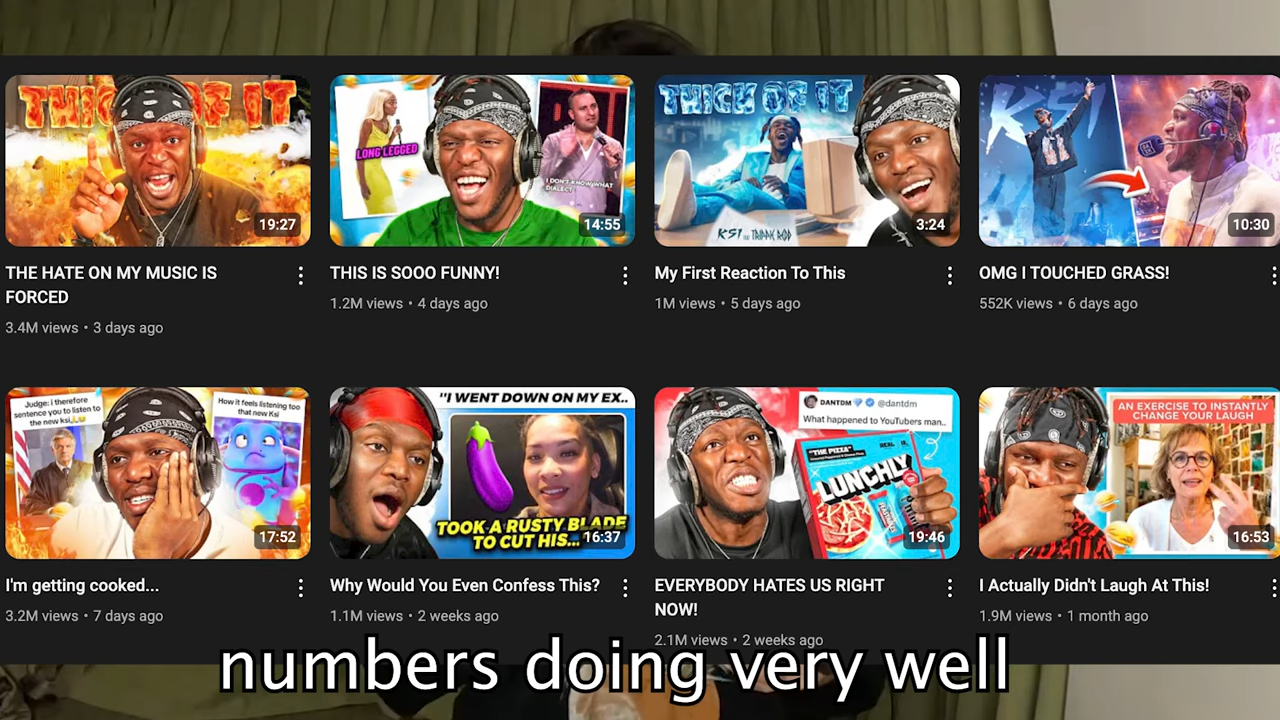 THICK OF IT
19:27
LONG LEGGED
I DON'T KNOW WHAT
DIALECT
14:55
THICK OF IT
KSI
TRIPPIE RED
3:24
KSI
10:30
THE HATE ON MY MUSIC IS
FORCED
3.4M views • 3 days ago
THIS IS SOOO FUNNY!
1.2M views • 4 days ago
My First Reaction To This
1M views • 5 days ago
OMG I TOUCHED GRASS!
552K views • 6 days ago
Judge: i therefore
sentence you to listen to
the new ksi
How it feels listening too
that new Ksi
17:52
"I WENT DOWN ON MY EX..
TOOK A RUSTY BLADE
TO CUT HIS...
16:37
DANTDM @dantdm
What happened to YouTubers man..
"THE PIZZA"
LUNCHLY
19:46
AN EXERCISE TO INSTANTLY
CHANGE YOUR LAUGH
16:53
I'm getting cooked...
3.2M views • 7 days ago
Why Would You Even Confess This?
1.1M views • 2 weeks ago
EVERYBODY HATES US RIGHT
NOW!
2.1M views • 2 weeks ago
I Actually Didn't Laugh At This!
1.9M views • 1 month ago
numbers doing very well